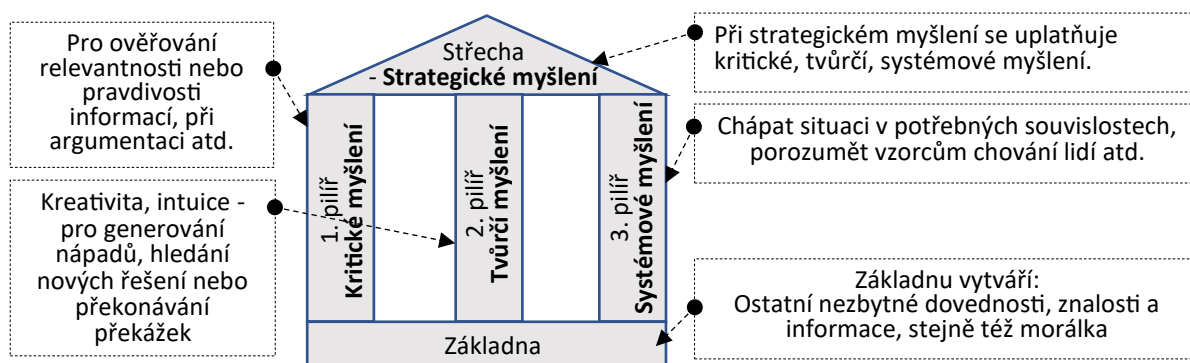 Pro ověřování
relevantnosti nebo
pravdivosti
informací, při
argumentaci atd.
Střecha
- Strategické myšlení
Při strategickém myšlení se uplatňuje
kritické, tvůrčí, systémové myšlení.
Chápat situaci v potřebných souvislostech,
porozumět vzorcům chování lidí atd.
Kreativita, intuice -
pro generování
nápadů, hledání
nových řešení nebo
překonávání
překážek
1. pilíř
Kritické myšlení
2. pilíř
Tvůrčí myšlení
3. pilíř
Systémové myšlení
Základnu vytváří:
Ostatní nezbytné dovednosti, znalosti a
informace, stejně též morálka
Základna